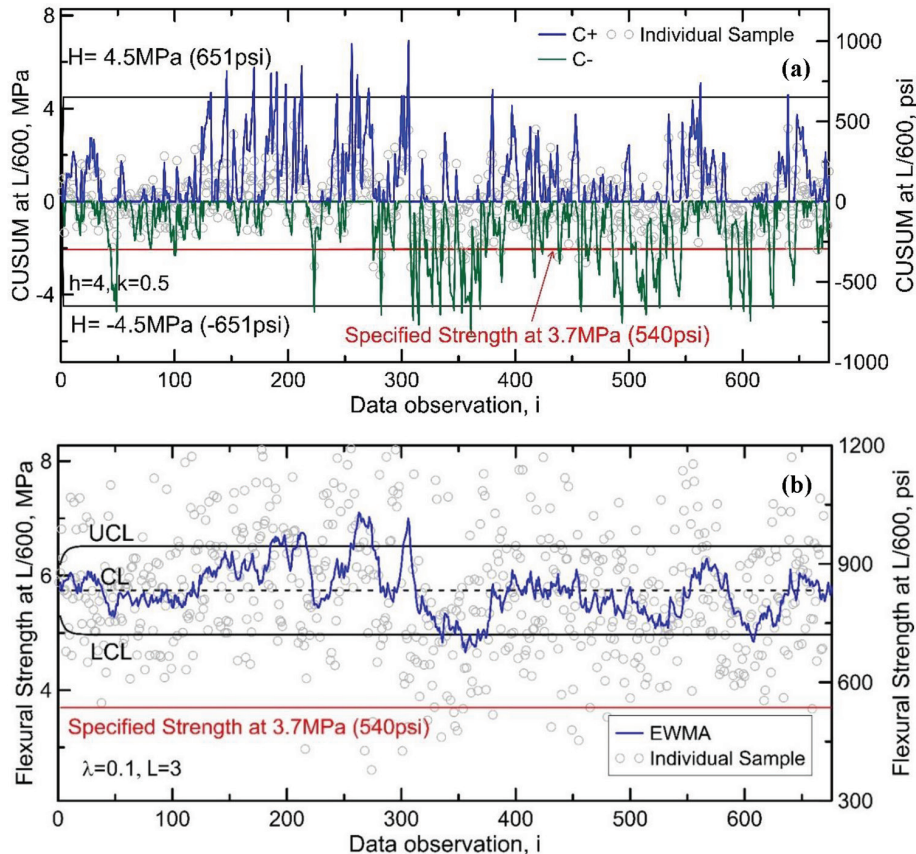 C+ Individual Sample
C-
(a)
H= 4.5MPa (651psi)
h=4, k=0.5
H= -4.5MPa (-651psi)
Specified Strength at 3.7MPa (540psi)
CUSUM at L/600, MPa
8
4
0
-4
CUSUM at L/600, psi
1000
500
0
-500
-1000
0 100 200 300 400 500 600
Data observation, i
(b)
UCL
CL
LCL
Specified Strength at 3.7MPa (540psi)
λ=0.1, L=3
EWMA
Individual Sample
Flexural Strength at L/600, MPa
8
6
4
Flexural Strength at L/600, psi
1200
900
600
300
0 100 200 300 400 500 600
Data observation, i